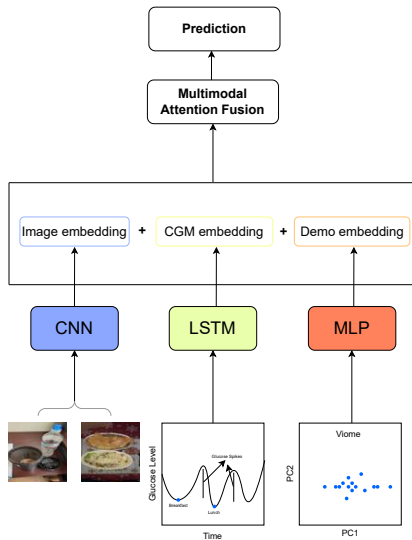 Prediction
Multimodal
Attention Fusion
Image embedding + CGM embedding + Demo embedding
CNN LSTM MLP
Glucose Level
Glucose Spikes
Breakfast
Lunch
Time
Viome
PC2
PC1